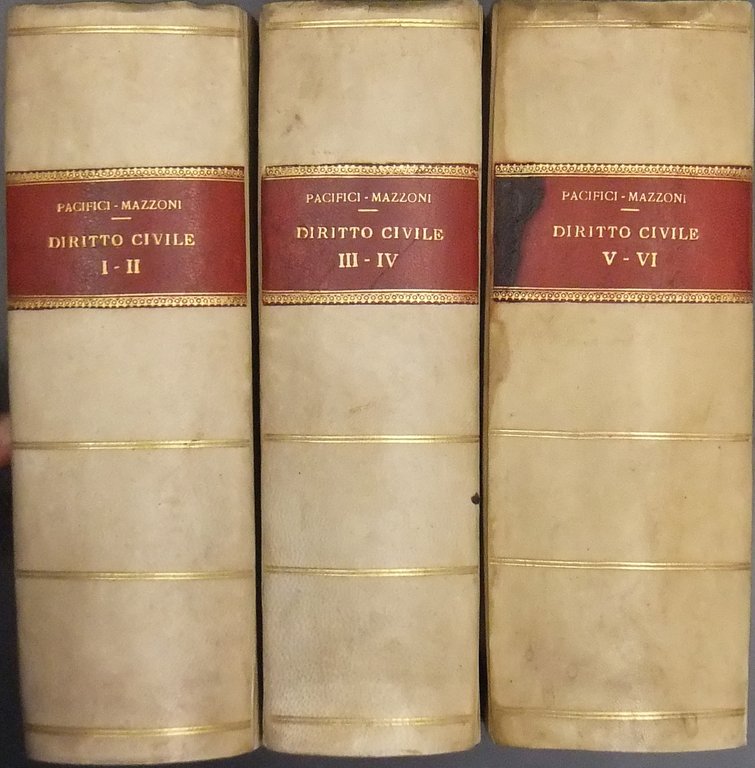 PACIFICI - MAZZONI
DIRITTO CIVILE
I - II
PACIFICI - MAZZONI
DIRITTO CIVILE
III - IV
PACIFICI - MAZZONI
DIRITTO CIVILE
V - VI